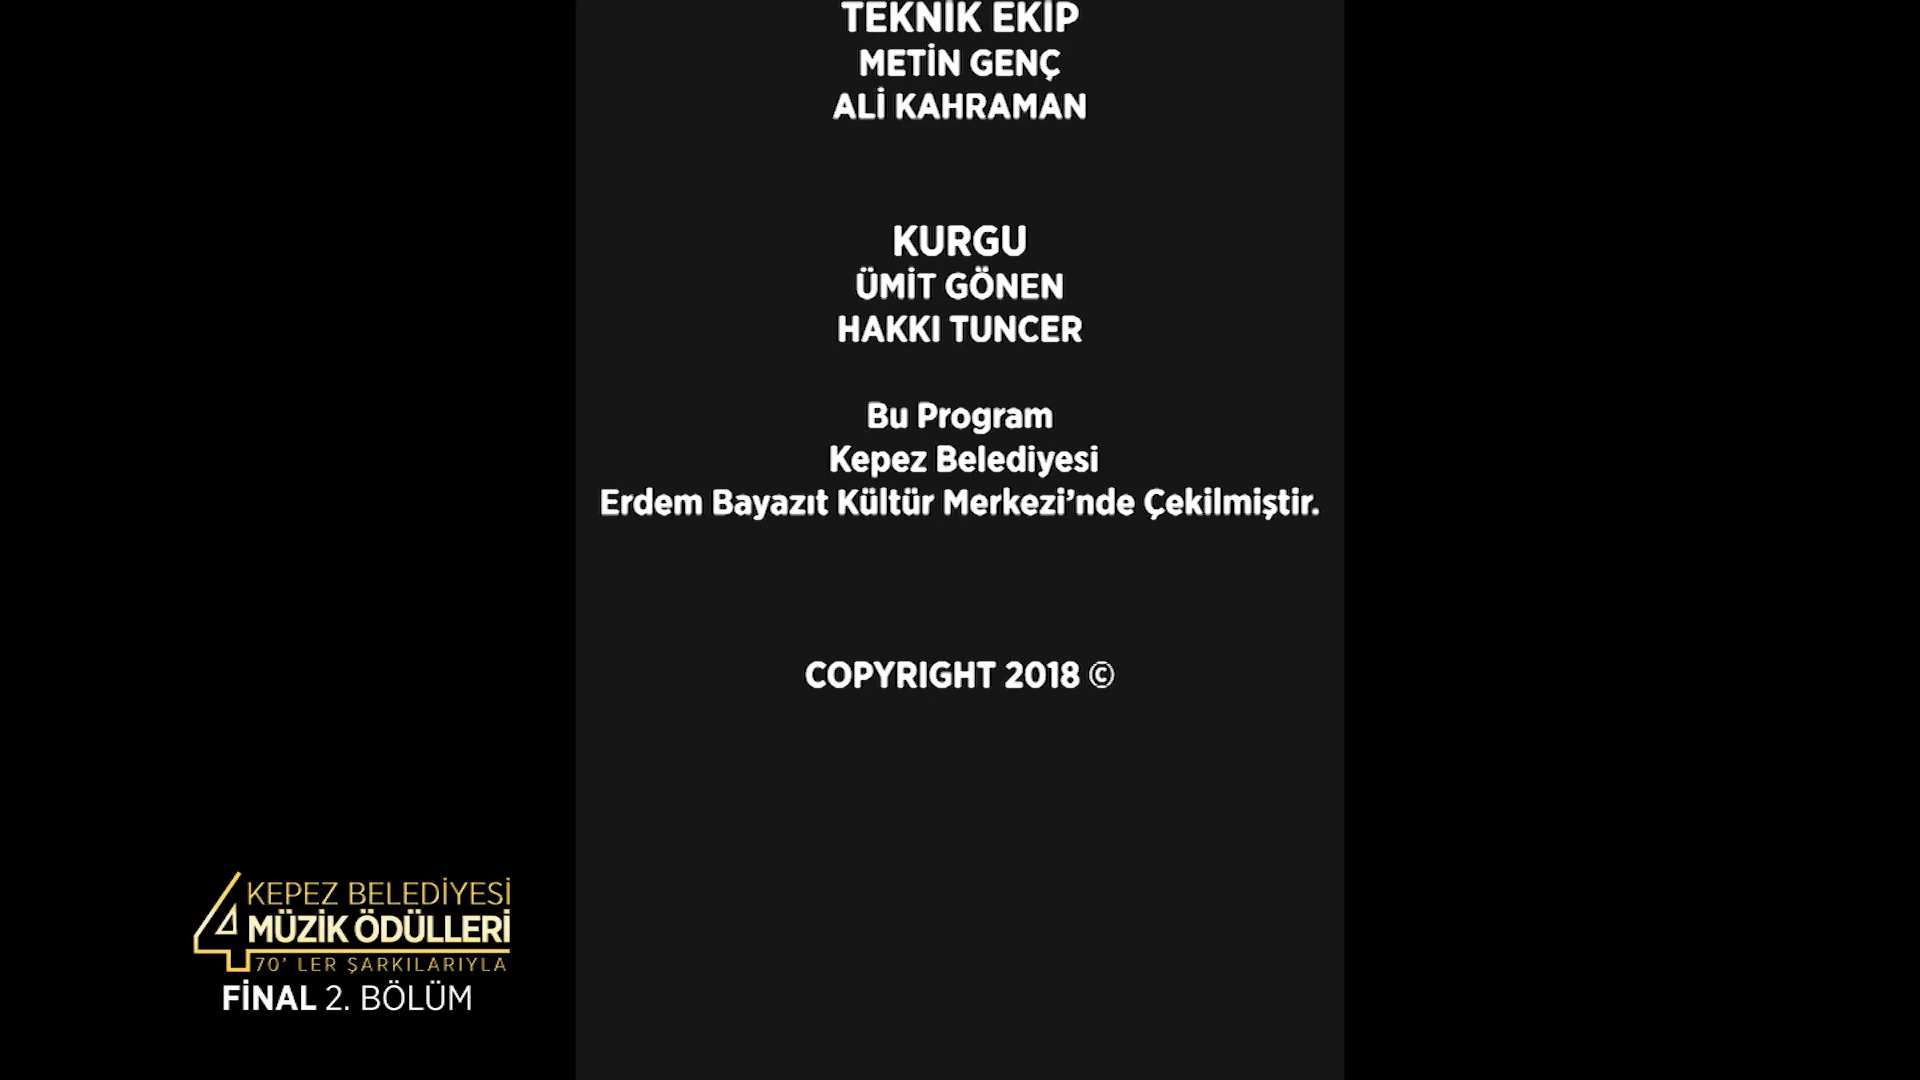 TEKNİK EKİP
METİN GENÇ
ALİ KAHRAMAN
KURGU
ÜMİT GÖNEN
HAKKI TUNCER
Bu Program
Kepez Belediyesi
Erdem Bayazıt Kültür Merkezi’nde Çekilmiştir.
COPYRIGHT 2018 ©
4 KEPEZ BELEDİYESİ
MÜZİK ÖDÜLLERİ
70’ LER ŞARKILARIYLA
FİNAL 2. BÖLÜM